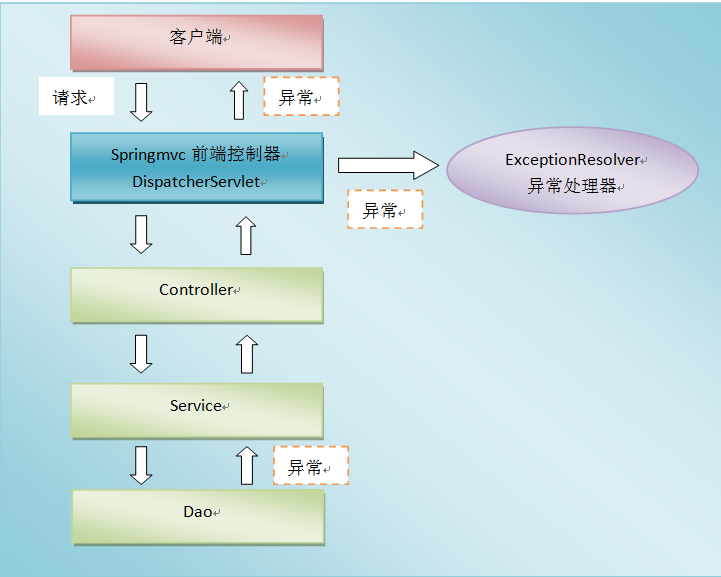 客户端
请求
异常
Springmvc 前端控制器
DispatcherServlet
ExceptionResolver
异常处理器
异常
Controller
Service
异常
Dao